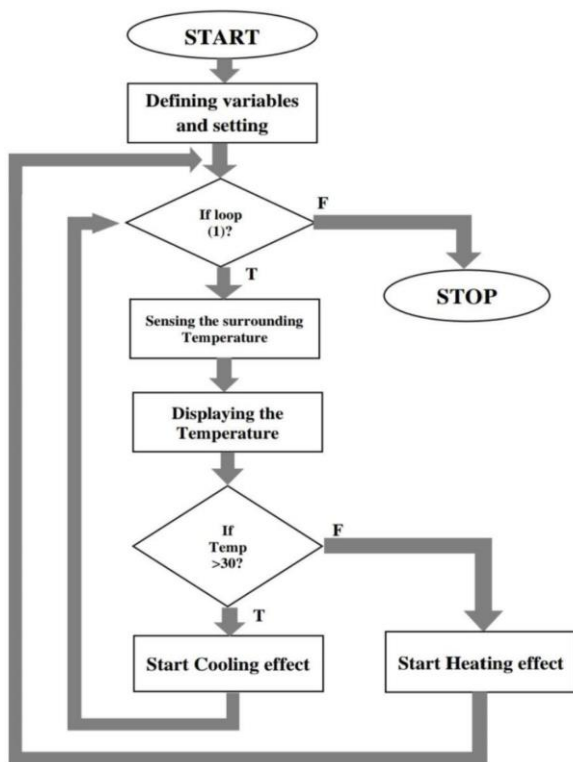 START
Defining variables
and setting
If loop
(1)?
F
T
STOP
Sensing the surrounding
Temperature
Displaying the
Temperature
If
Temp
>30?
F
T
Start Cooling effect
Start Heating effect